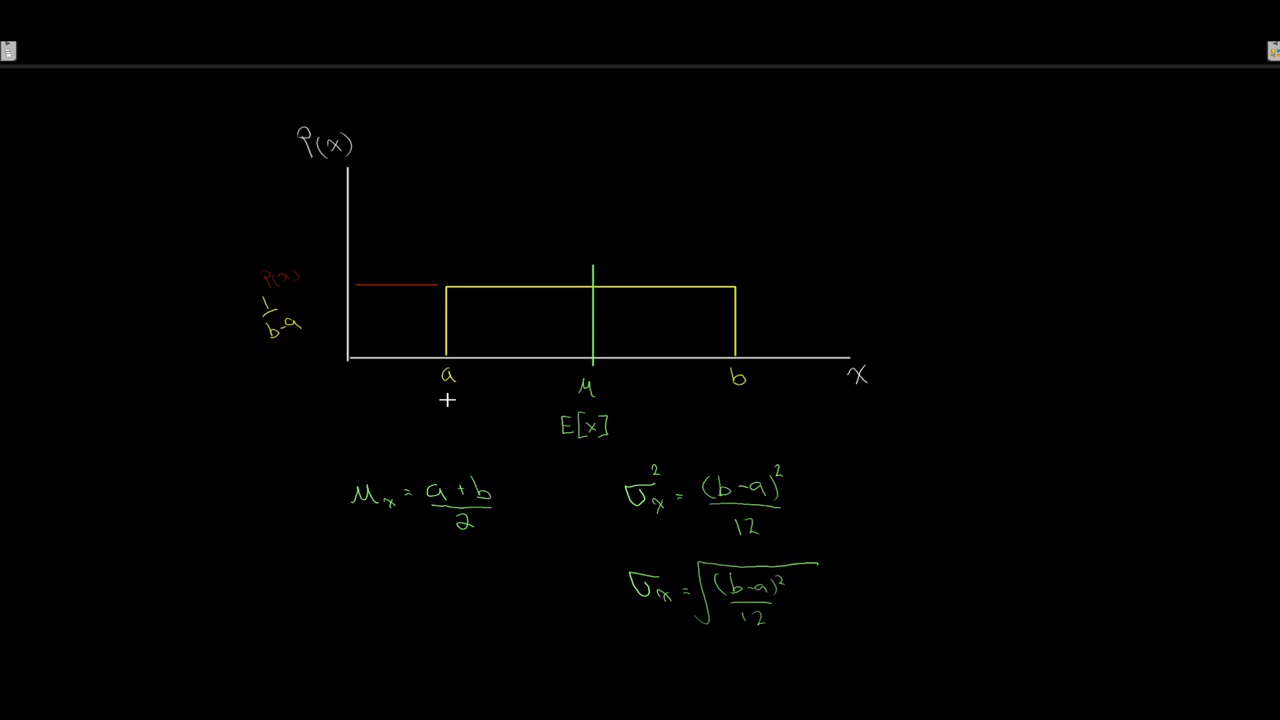 P(x)
P(x)
1/(b-a)
a
μ
b
x
E[x]
μx = (a+b)/2
σx² = (b-a)²/12
σx = √((b-a)²/12)